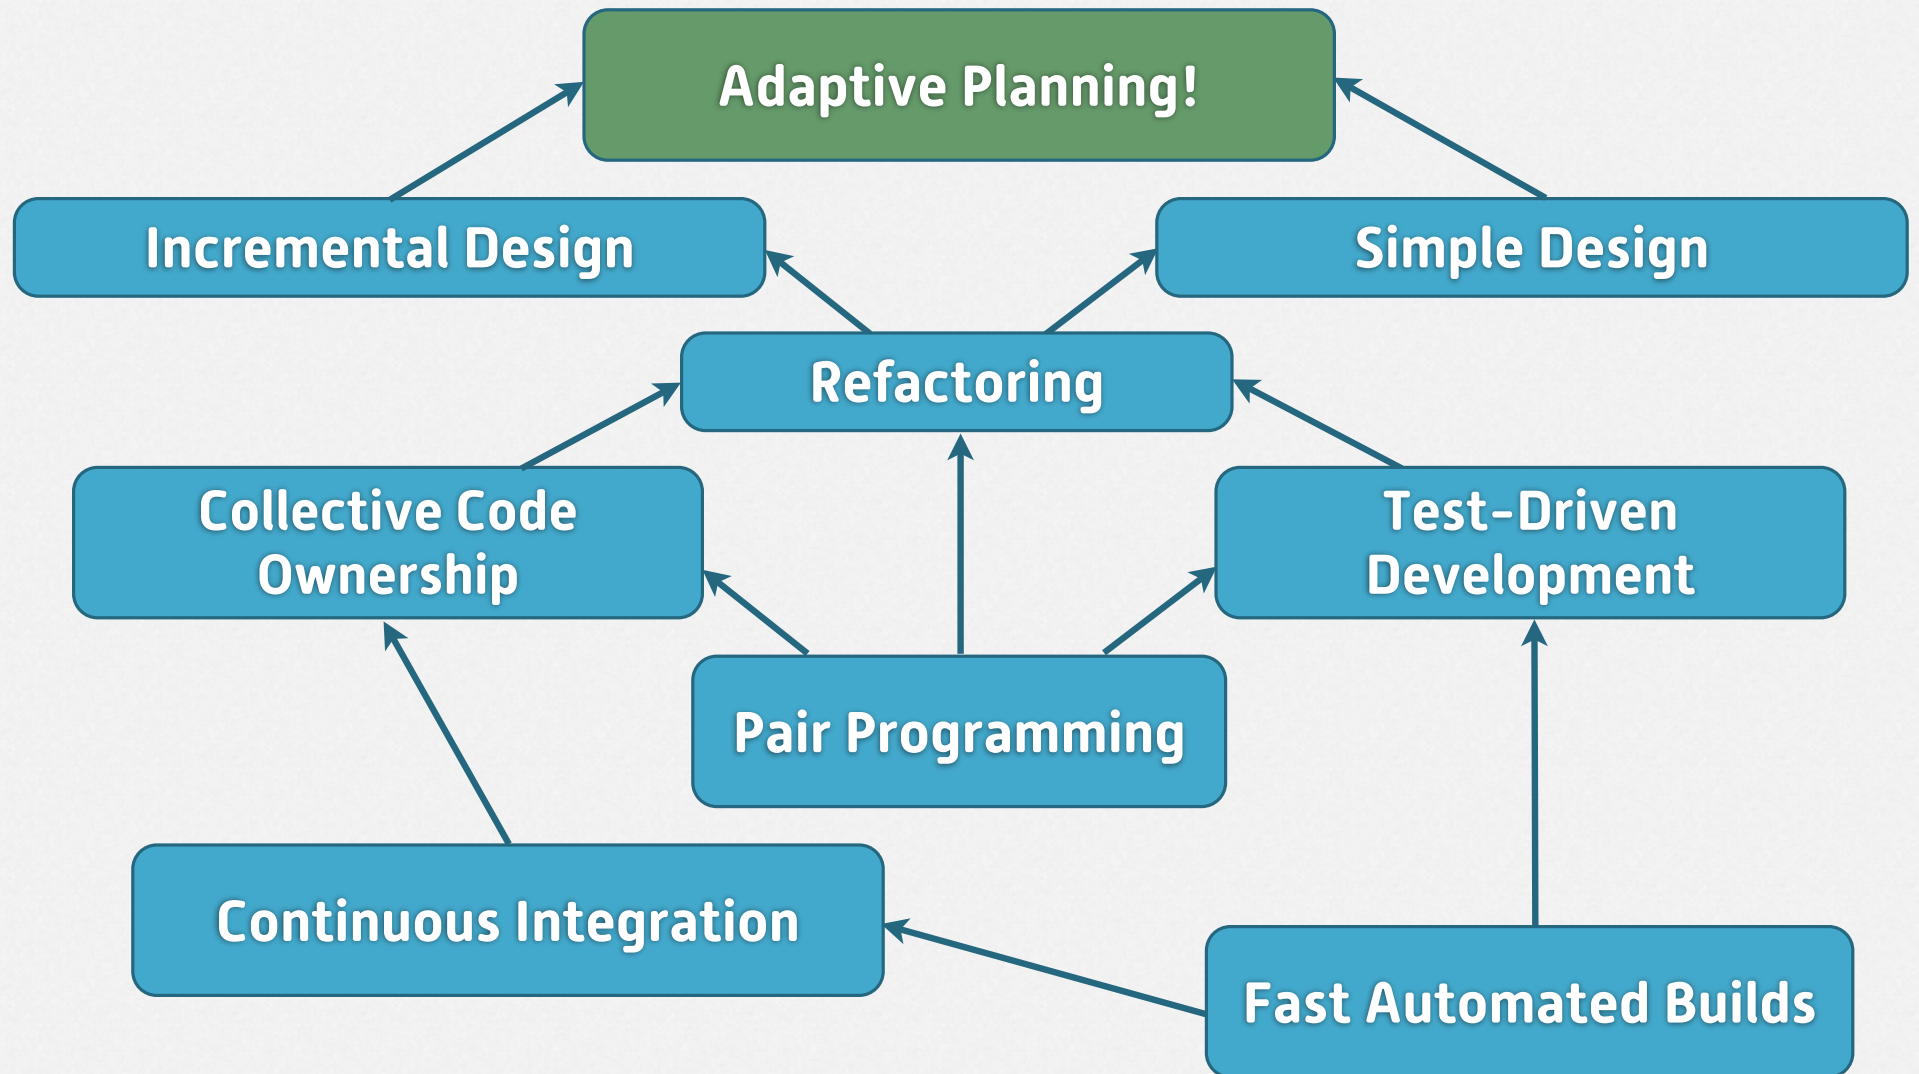 Adaptive Planning!
Incremental Design
Simple Design
Refactoring
Collective Code
Ownership
Test-Driven
Development
Pair Programming
Continuous Integration
Fast Automated Builds